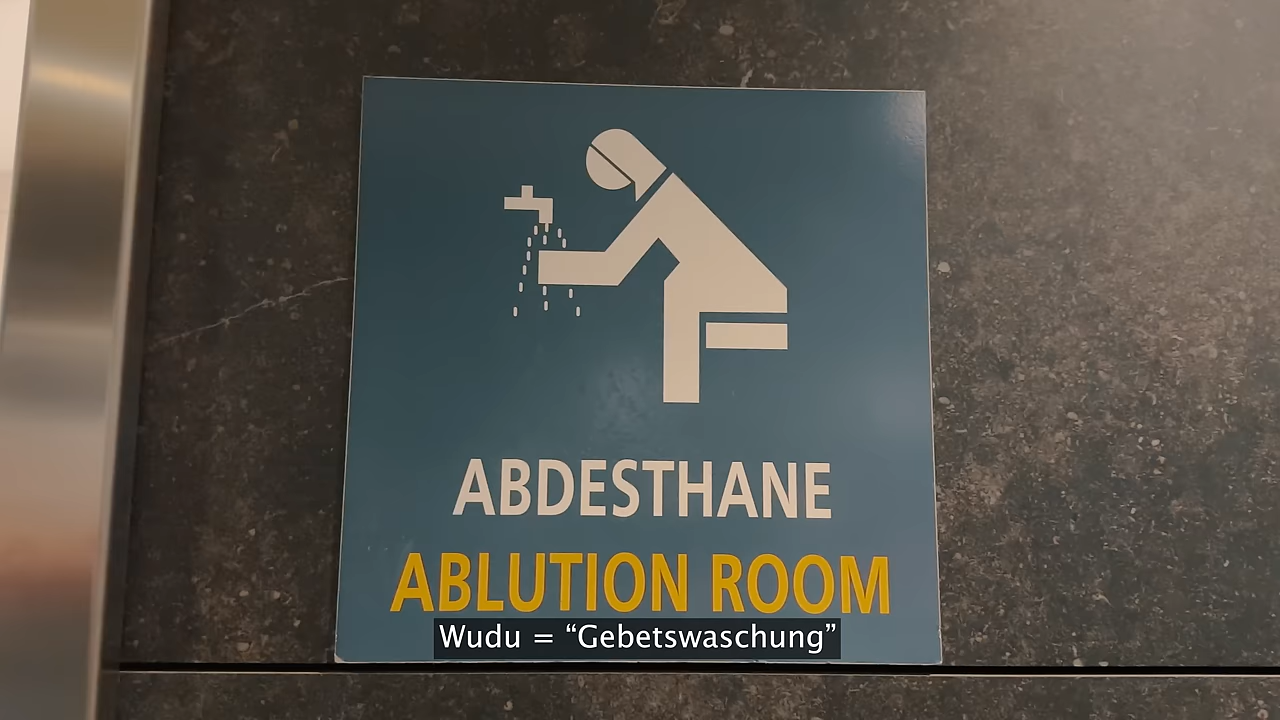 ABDESTHANE
ABLUTION ROOM
Wudu = “Gebetswaschung”